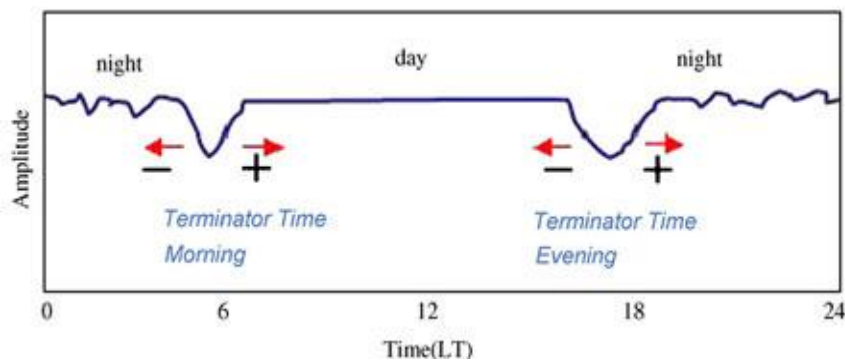 night
day
night
Amplitude
− +
− +
Terminator Time
Morning
Terminator Time
Evening
0 6 12 18 24
Time(LT)